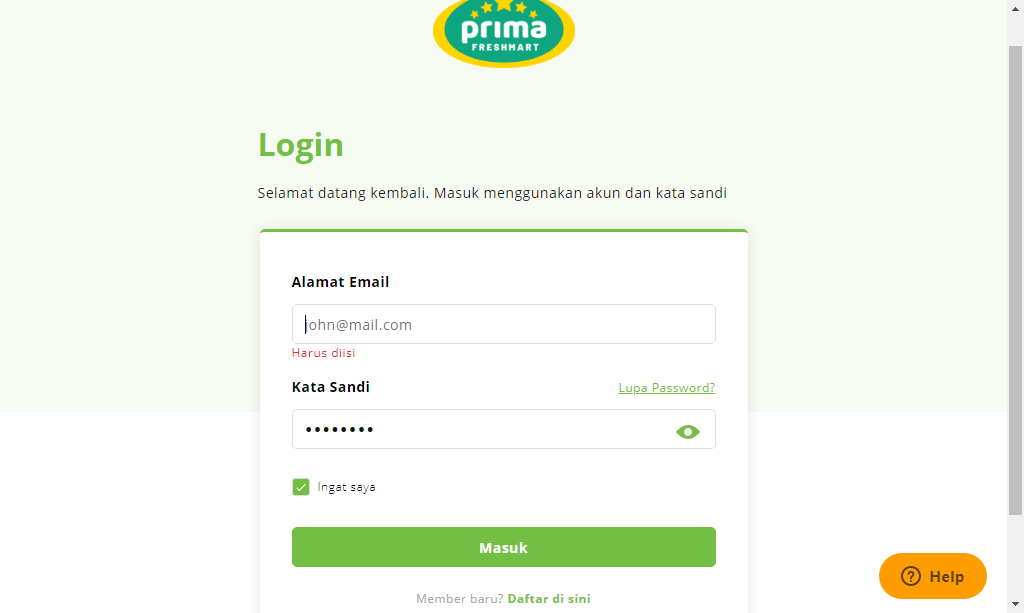 prima
FRESHMART
Login
Selamat datang kembali. Masuk menggunakan akun dan kata sandi
Alamat Email
john@mail.com
Harus diisi
Kata Sandi
Lupa Password?
••••••••
Ingat saya
Masuk
Help
Member baru? Daftar di sini